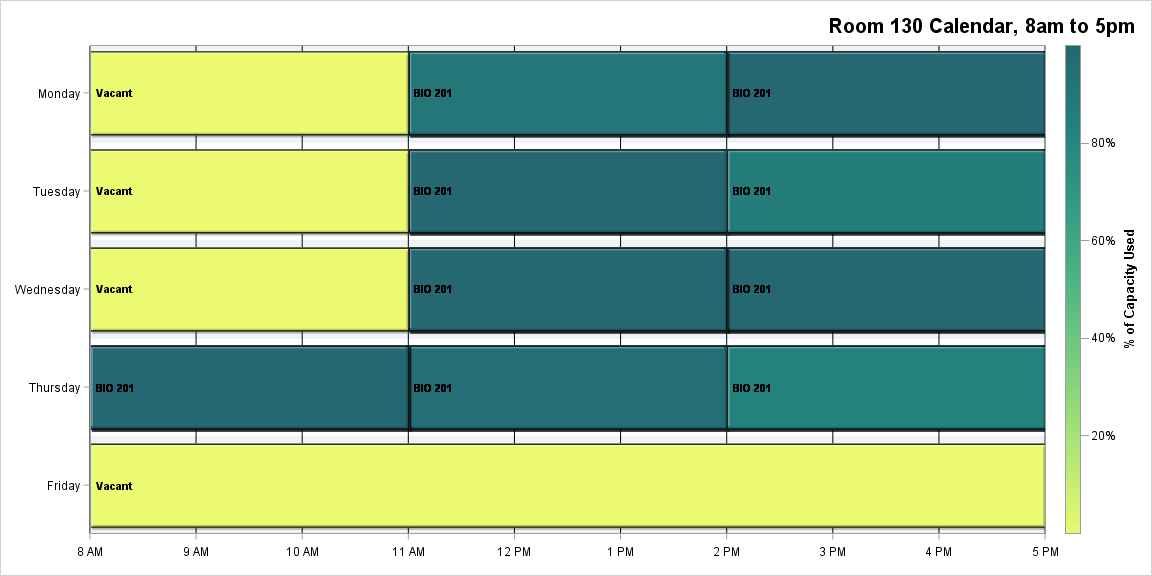 Room 130 Calendar, 8am to 5pm
Monday
Vacant
BIO 201
BIO 201
Tuesday
Vacant
BIO 201
BIO 201
Wednesday
Vacant
BIO 201
BIO 201
Thursday
BIO 201
BIO 201
BIO 201
Friday
Vacant
8 AM
9 AM
10 AM
11 AM
12 PM
1 PM
2 PM
3 PM
4 PM
5 PM
80%
60%
40%
20%
% of Capacity Used